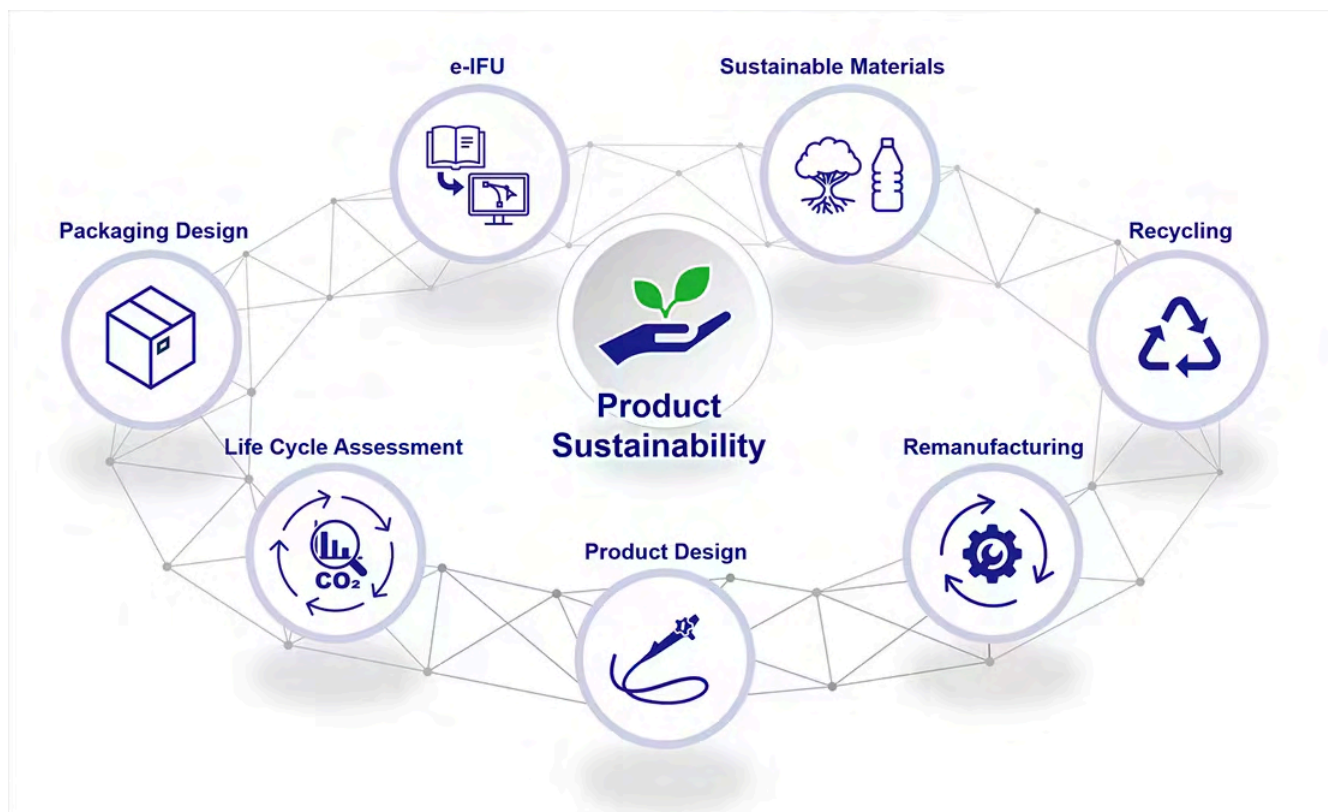 e-IFU
Sustainable Materials
Packaging Design
Recycling
Product
Sustainability
Life Cycle Assessment
Remanufacturing
CO₂
Product Design